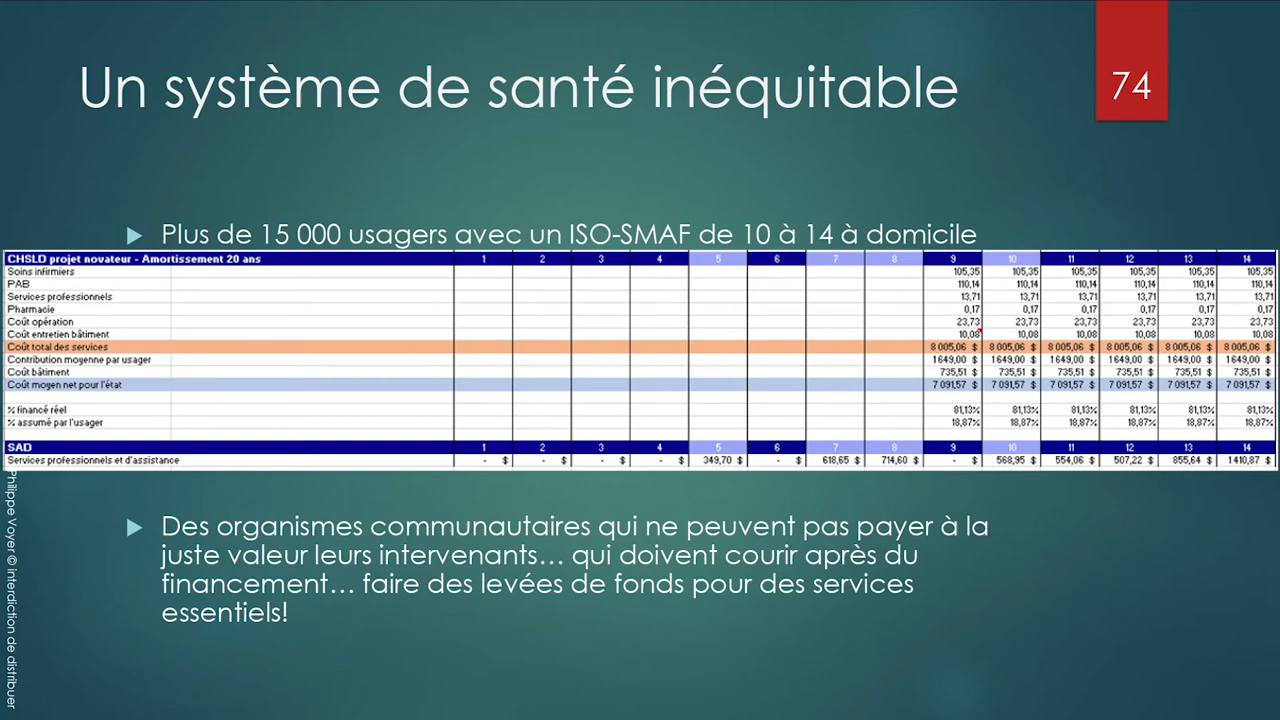 Un système de santé inéquitable
74
Plus de 15 000 usagers avec un ISO-SMAF de 10 à 14 à domicile
CHSLD projet novateur - Amortissement 20 ans 1 2 3 4 5 6 7 8 9 10 11 12 13 14
Soins infirmiers 105,35 105,35 105,35 105,35 105,35 105,35
PAB 110,14 110,14 110,14 110,14 110,14 110,14
Services professionnels 13,71 13,71 13,71 13,71 13,71 13,71
Pharmacie 0,17 0,17 0,17 0,17 0,17 0,17
Coût opération 23,73 23,73 23,73 23,73 23,73 23,73
Coût entretien bâtiment 10,08 10,08 10,08 10,08 10,08 10,08
Coût total des services 8 005,06 $ 8 005,06 $ 8 005,06 $ 8 005,06 $ 8 005,06 $ 8 005,06 $
Contribution moyenne par usager 1 649,00 $ 1 649,00 $ 1 649,00 $ 1 649,00 $ 1 649,00 $ 1 649,00 $
Coût bâtiment 735,51 $ 735,51 $ 735,51 $ 735,51 $ 735,51 $ 735,51 $
Coût moyen net pour l'état 7 091,57 $ 7 091,57 $ 7 091,57 $ 7 091,57 $ 7 091,57 $ 7 091,57 $
% financé réel 81,13% 81,13% 81,13% 81,13% 81,13% 81,13%
% assumé par l'usager 18,87% 18,87% 18,87% 18,87% 18,87% 18,87%
SAD 1 2 3 4 5 6 7 8 9 10 11 12 13 14
Services professionnels et d'assistance - $ - $ - $ - $ 349,70 $ - $ 618,65 $ 714,60 $ - $ 568,95 $ 554,06 $ 507,22 $ 855,64 $ 1 410,87 $
Des organismes communautaires qui ne peuvent pas payer à la
juste valeur leurs intervenants… qui doivent courir après du
financement… faire des levées de fonds pour des services
essentiels!
Philippe Voyer © interdiction de distribuer